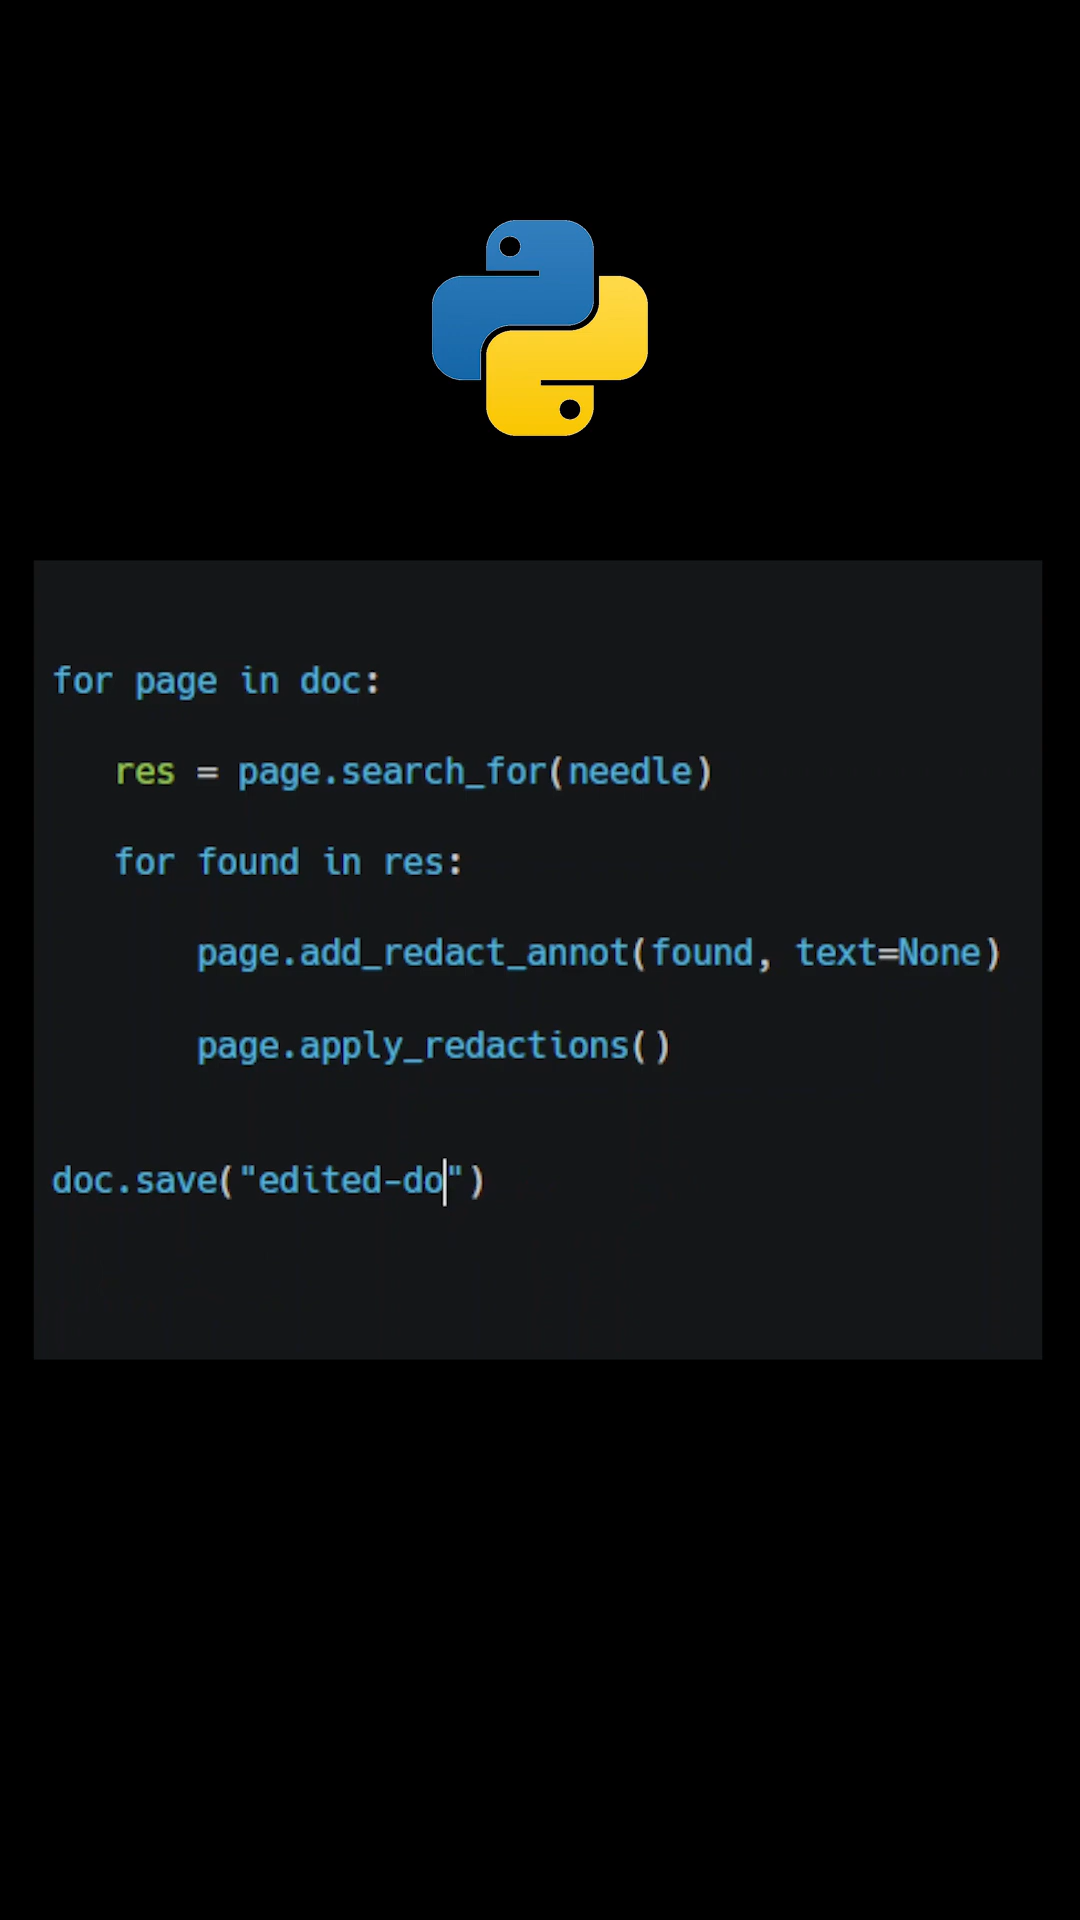 for page in doc:
res = page.search_for(needle)
for found in res:
page.add_redact_annot(found, text=None)
page.apply_redactions()
doc.save("edited-do")